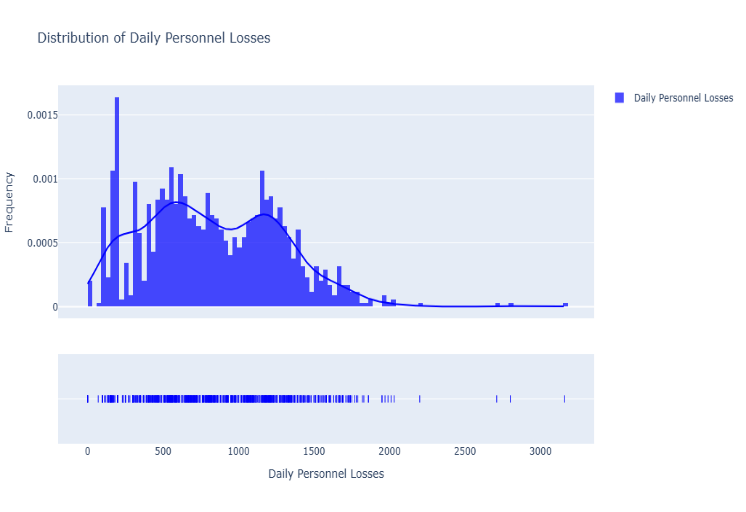 Distribution of Daily Personnel Losses
Daily Personnel Losses
0.0015
0.001
0.0005
0
Frequency
0 500 1000 1500 2000 2500 3000
Daily Personnel Losses